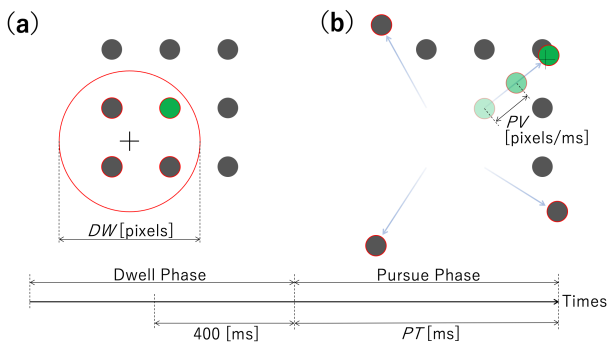 (a)
(b)
PV
[pixels/ms]
DW [pixels]
Dwell Phase
Pursue Phase
Times
400 [ms]
PT [ms]